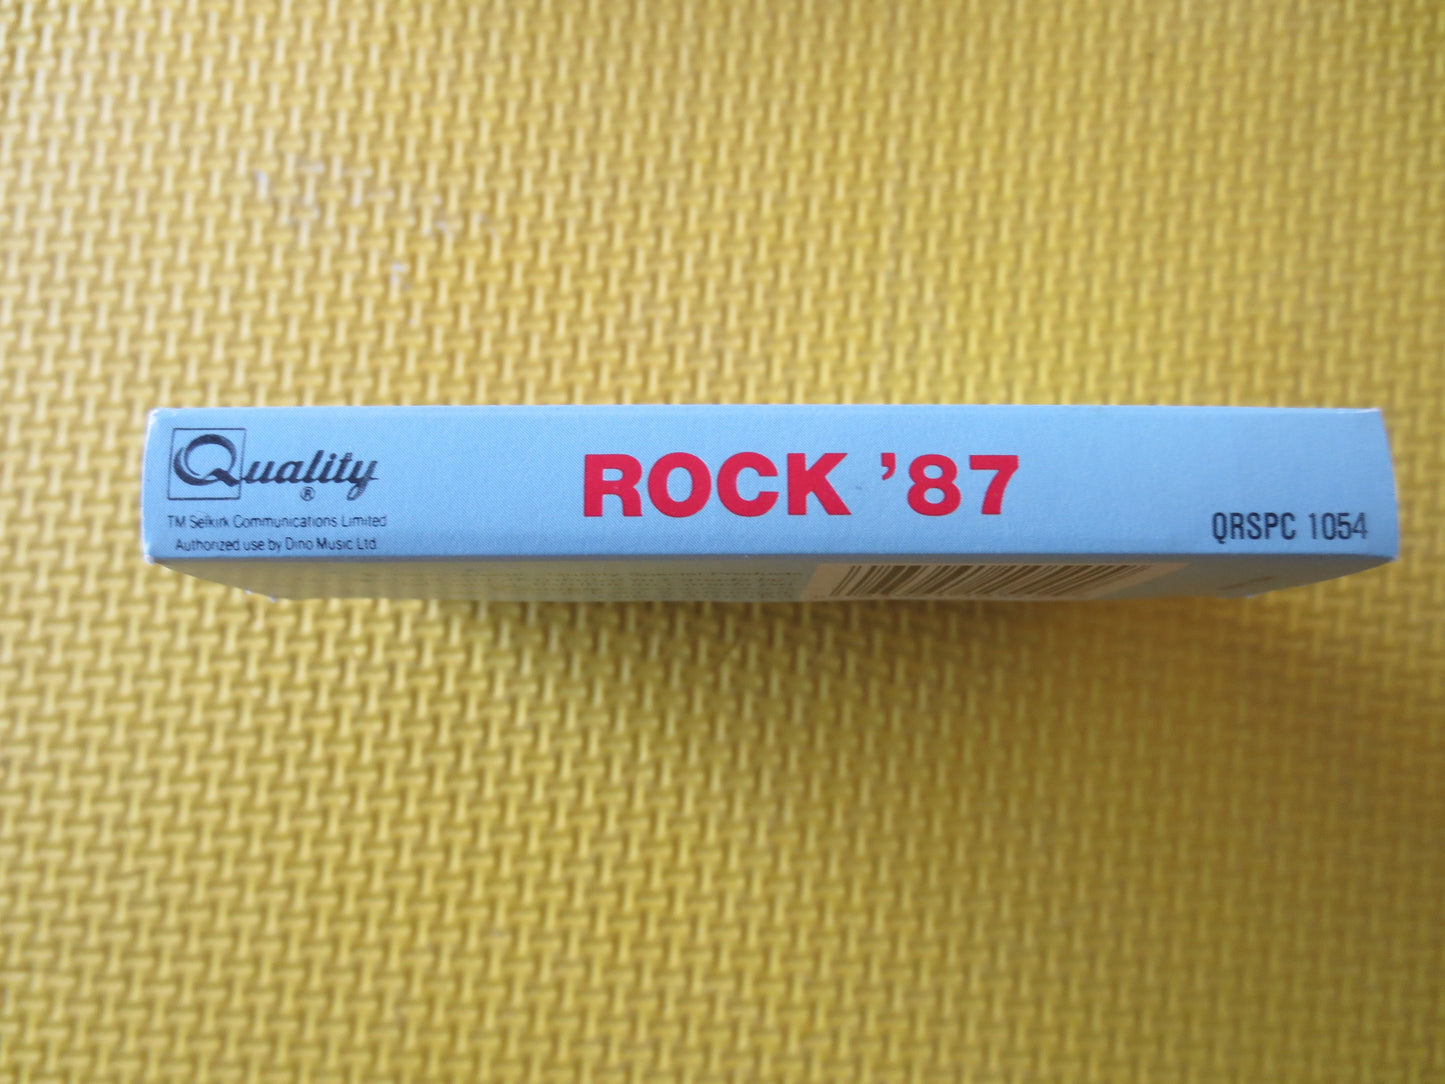 Quality
®
TM Selkirk Communications Limited
Authorized use by Dino Music Ltd.
ROCK '87
QRSPC 1054